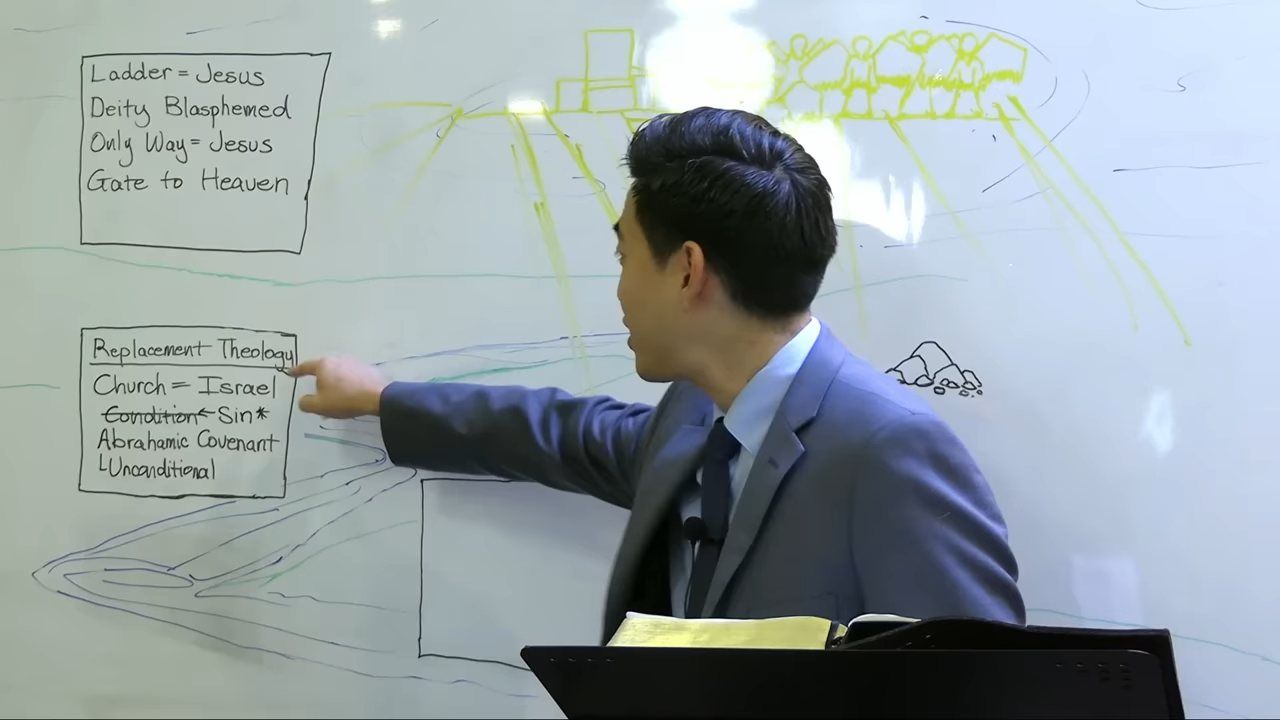 Ladder = Jesus
Deity Blasphemed
Only Way = Jesus
Gate to Heaven
Replacement Theology
Church = Israel
Condition ← Sin*
Abrahamic Covenant
└Unconditional